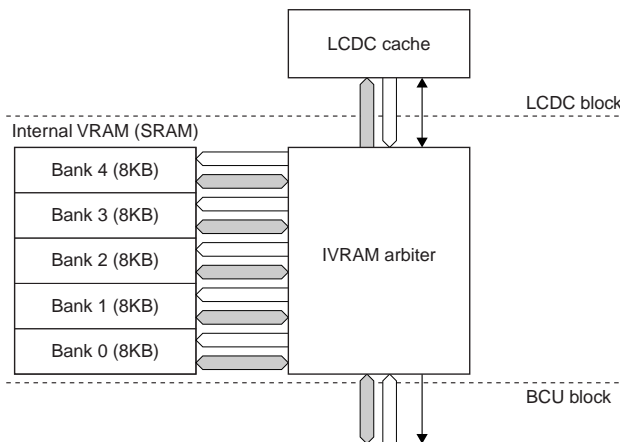 LCDC cache
LCDC block
Internal VRAM (SRAM)
Bank 4 (8KB)
Bank 3 (8KB)
Bank 2 (8KB)
IVRAM arbiter
Bank 1 (8KB)
Bank 0 (8KB)
BCU block